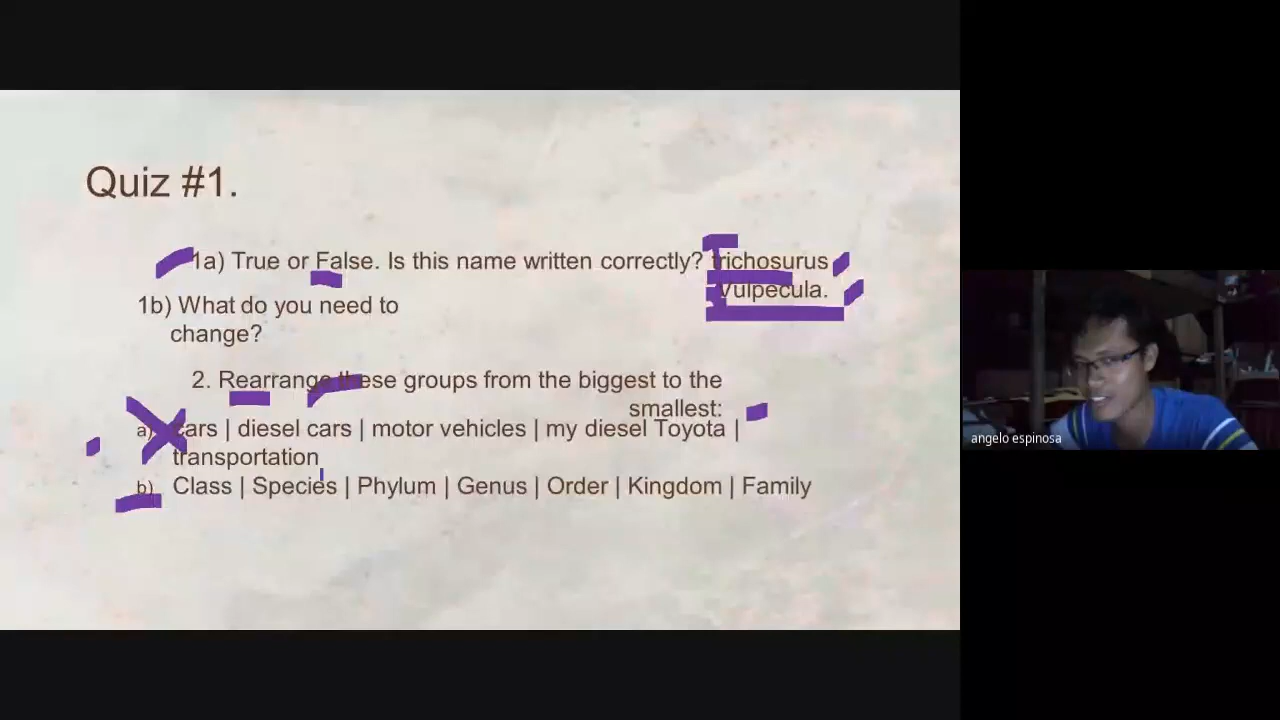 Quiz #1.
1a) True or False. Is this name written correctly? trichosurus
Vulpecula.
1b) What do you need to
change?
2. Rearrange these groups from the biggest to the
smallest:
a) cars | diesel cars | motor vehicles | my diesel Toyota |
transportation
b) Class | Species | Phylum | Genus | Order | Kingdom | Family
angelo espinosa